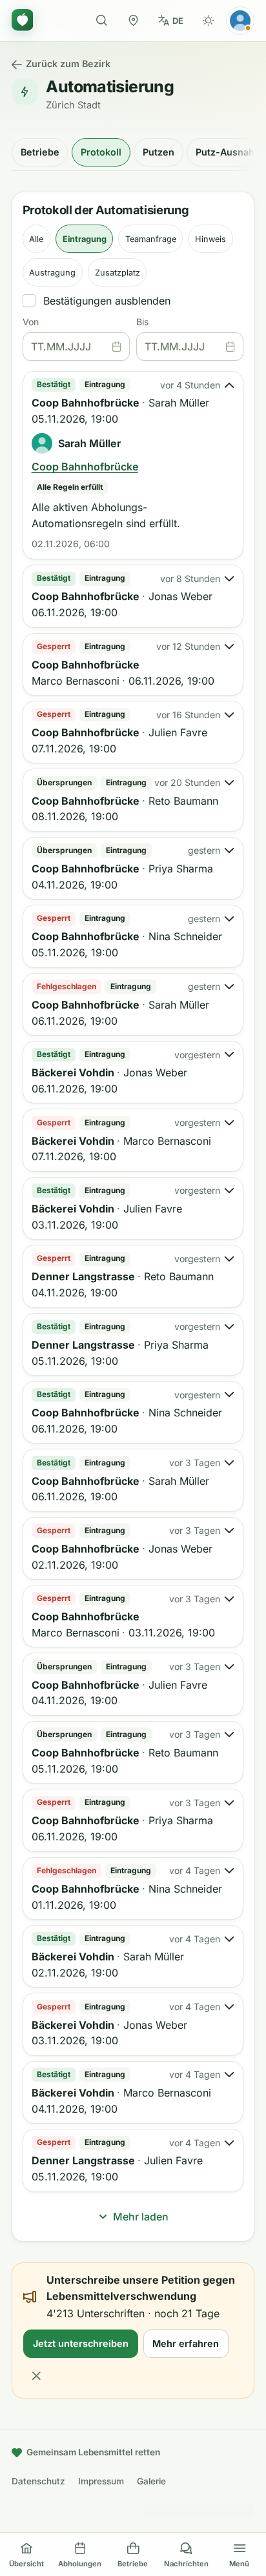 DE
Zurück zum Bezirk
Automatisierung
Zürich Stadt
Betriebe Protokoll Putzen Putz-Ausnah
Protokoll der Automatisierung
Alle Eintragung Teamanfrage Hinweis
Austragung Zusatzplatz
Bestätigungen ausblenden
Von Bis
TT.MM.JJJJ TT.MM.JJJJ
Bestätigt Eintragung vor 4 Stunden
Coop Bahnhofbrücke · Sarah Müller
05.11.2026, 19:00
Sarah Müller
Coop Bahnhofbrücke
Alle Regeln erfüllt
Alle aktiven Abholungs-
Automationsregeln sind erfüllt.
02.11.2026, 06:00
Bestätigt Eintragung vor 8 Stunden
Coop Bahnhofbrücke · Jonas Weber
06.11.2026, 19:00
Gesperrt Eintragung vor 12 Stunden
Coop Bahnhofbrücke
Marco Bernasconi · 06.11.2026, 19:00
Gesperrt Eintragung vor 16 Stunden
Coop Bahnhofbrücke · Julien Favre
07.11.2026, 19:00
Übersprungen Eintragung vor 20 Stunden
Coop Bahnhofbrücke · Reto Baumann
08.11.2026, 19:00
Übersprungen Eintragung gestern
Coop Bahnhofbrücke · Priya Sharma
04.11.2026, 19:00
Gesperrt Eintragung gestern
Coop Bahnhofbrücke · Nina Schneider
05.11.2026, 19:00
Fehlgeschlagen Eintragung gestern
Coop Bahnhofbrücke · Sarah Müller
06.11.2026, 19:00
Bestätigt Eintragung vorgestern
Bäckerei Vohdin · Jonas Weber
06.11.2026, 19:00
Gesperrt Eintragung vorgestern
Bäckerei Vohdin · Marco Bernasconi
07.11.2026, 19:00
Bestätigt Eintragung vorgestern
Bäckerei Vohdin · Julien Favre
03.11.2026, 19:00
Gesperrt Eintragung vorgestern
Denner Langstrasse · Reto Baumann
04.11.2026, 19:00
Bestätigt Eintragung vorgestern
Denner Langstrasse · Priya Sharma
05.11.2026, 19:00
Bestätigt Eintragung vorgestern
Coop Bahnhofbrücke · Nina Schneider
06.11.2026, 19:00
Bestätigt Eintragung vor 3 Tagen
Coop Bahnhofbrücke · Sarah Müller
06.11.2026, 19:00
Gesperrt Eintragung vor 3 Tagen
Coop Bahnhofbrücke · Jonas Weber
02.11.2026, 19:00
Gesperrt Eintragung vor 3 Tagen
Coop Bahnhofbrücke
Marco Bernasconi · 03.11.2026, 19:00
Übersprungen Eintragung vor 3 Tagen
Coop Bahnhofbrücke · Julien Favre
04.11.2026, 19:00
Übersprungen Eintragung vor 3 Tagen
Coop Bahnhofbrücke · Reto Baumann
05.11.2026, 19:00
Gesperrt Eintragung vor 3 Tagen
Coop Bahnhofbrücke · Priya Sharma
06.11.2026, 19:00
Fehlgeschlagen Eintragung vor 4 Tagen
Coop Bahnhofbrücke · Nina Schneider
01.11.2026, 19:00
Bestätigt Eintragung vor 4 Tagen
Bäckerei Vohdin · Sarah Müller
02.11.2026, 19:00
Gesperrt Eintragung vor 4 Tagen
Bäckerei Vohdin · Jonas Weber
03.11.2026, 19:00
Bestätigt Eintragung vor 4 Tagen
Bäckerei Vohdin · Marco Bernasconi
04.11.2026, 19:00
Gesperrt Eintragung vor 4 Tagen
Denner Langstrasse · Julien Favre
05.11.2026, 19:00
Mehr laden
Unterschreibe unsere Petition gegen
Lebensmittelverschwendung
4'213 Unterschriften · noch 21 Tage
Jetzt unterschreiben Mehr erfahren
Gemeinsam Lebensmittel retten
Datenschutz Impressum Galerie
Übersicht Abholungen Betriebe Nachrichten Menü